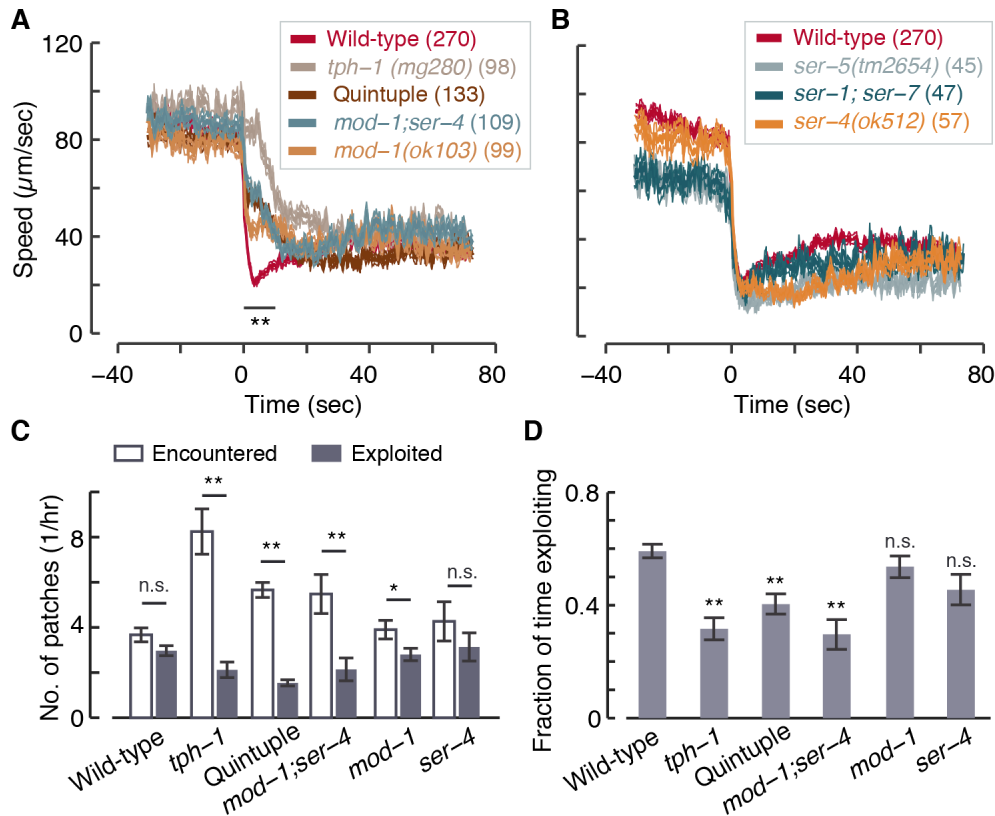 A
Wild-type (270)
tph−1 (mg280) (98)
Quintuple (133)
mod−1;ser−4 (109)
mod−1(ok103) (99)
120
80
40
0
Speed (µm/sec)
**
−40
0
40
80
Time (sec)
B
Wild-type (270)
ser−5(tm2654) (45)
ser−1; ser−7 (47)
ser−4(ok512) (57)
−40
0
40
80
Time (sec)
C
Encountered
Exploited
No. of patches (1/hr)
8
4
0
n.s.
**
**
**
*
n.s.
Wild-type
tph−1
Quintuple
mod−1;ser−4
mod−1
ser−4
D
Fraction of time exploiting
0.8
0.4
0
**
**
**
n.s.
n.s.
Wild-type
tph−1
Quintuple
mod−1;ser−4
mod−1
ser−4